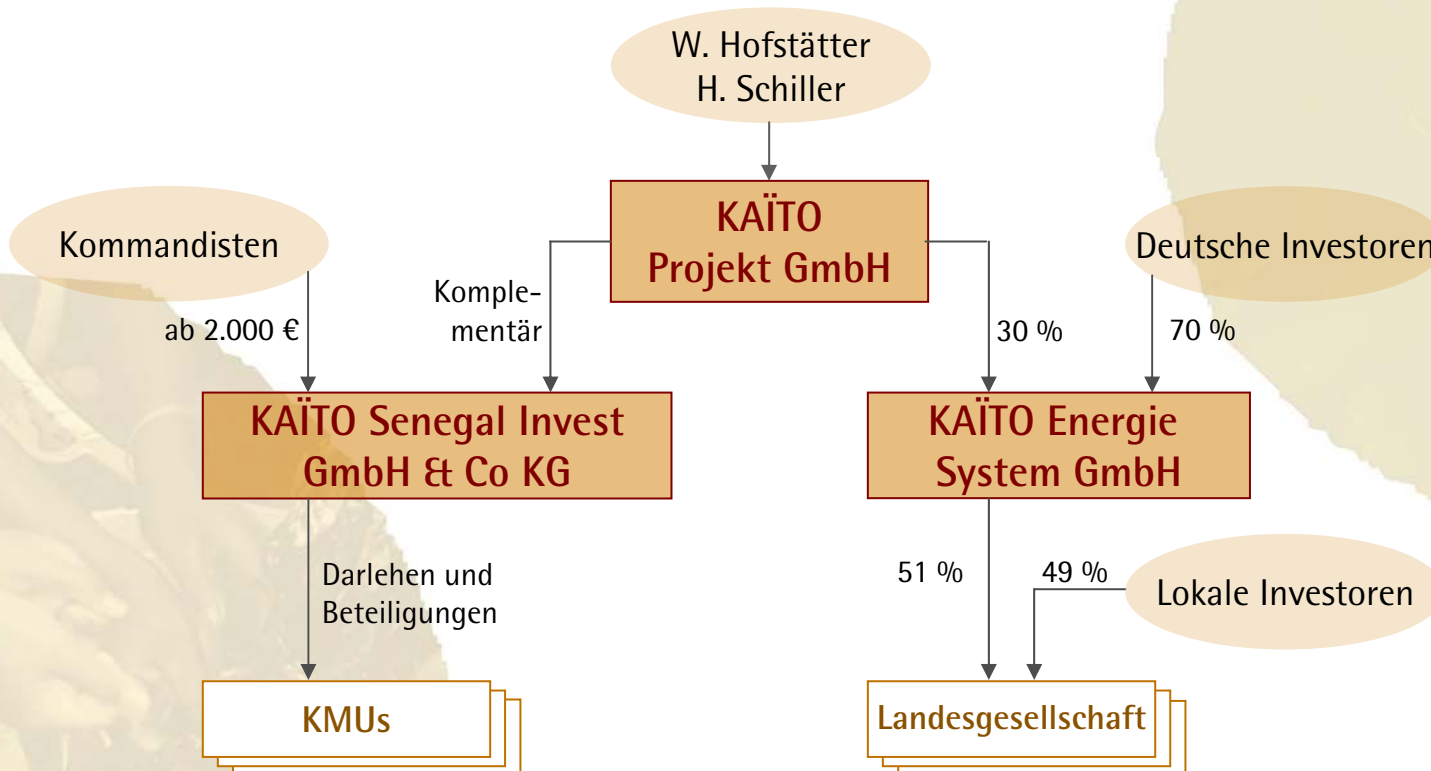 W. Hofstätter
H. Schiller
KAÏTO
Projekt GmbH
Kommandisten
Deutsche Investoren
Komple-
mentär
ab 2.000 €
30 %
70 %
KAÏTO Senegal Invest
GmbH & Co KG
KAÏTO Energie
System GmbH
Darlehen und
Beteiligungen
51 %
49 %
Lokale Investoren
KMUs
Landesgesellschaft